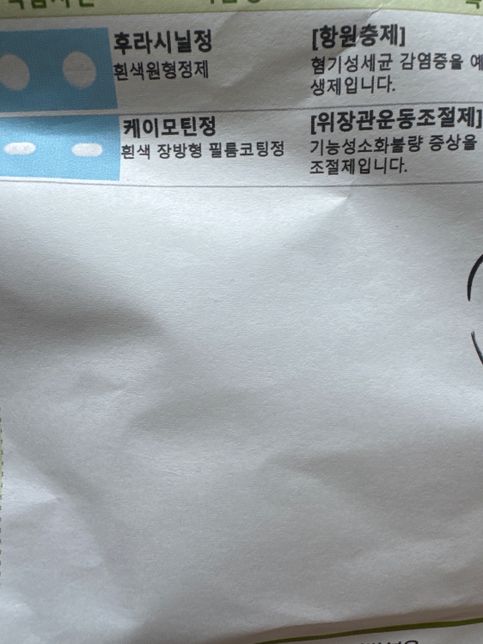 후라시닐정
흰색원형정제
[항원충제]
혐기성세균 감염증을 예
생제입니다.
케이모틴정
흰색 장방형 필름코팅정
[위장관운동조절제]
기능성소화불량 증상을
조절제입니다.